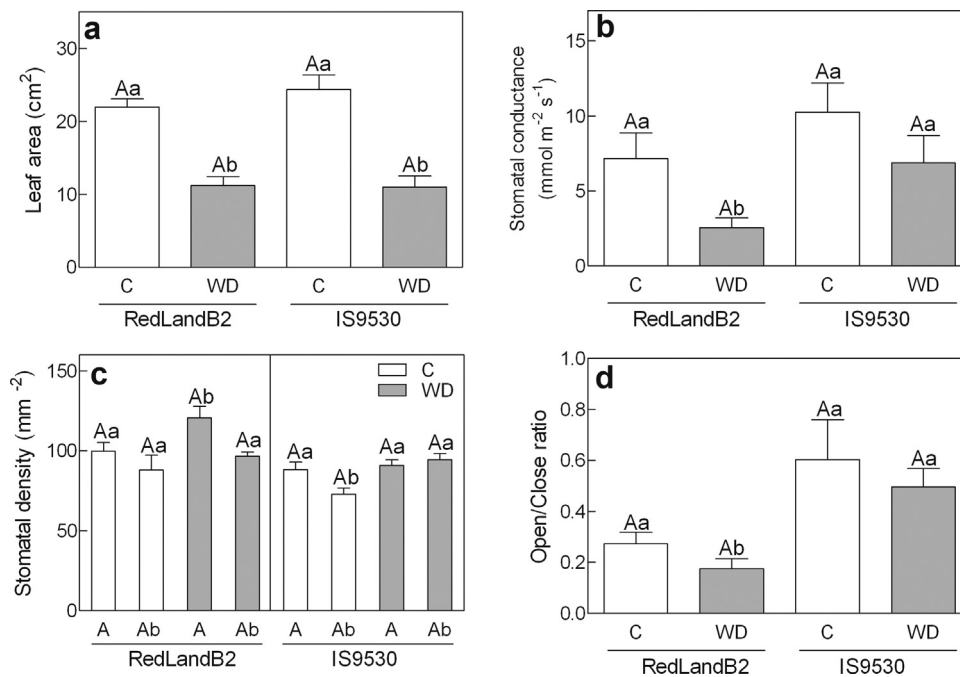 a
Leaf area (cm²)
30
20
10
0
Aa
Ab
Aa
Ab
C WD C WD
RedLandB2 IS9530
b
Stomatal conductance
(mmol m⁻² s⁻¹)
15
10
5
0
Aa
Ab
Aa
Aa
C WD C WD
RedLandB2 IS9530
c
Stomatal density (mm ⁻²)
150
100
50
0
C
WD
Aa
Aa
Ab
Aa
Aa
Ab
Aa
Aa
A Ab A Ab A Ab A Ab
RedLandB2 IS9530
d
Open/Close ratio
1.0
0.8
0.6
0.4
0.2
0.0
Aa
Ab
Aa
Aa
C WD C WD
RedLandB2 IS9530